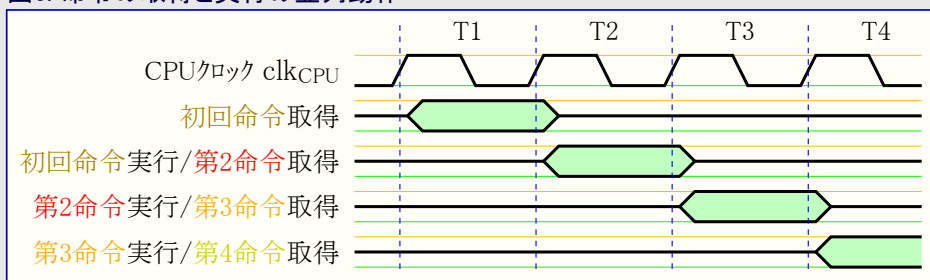 T1 T2 T3 T4
CPUクロック clkCPU
初回命令取得
初回命令実行/第2命令取得
第2命令実行/第3命令取得
第3命令実行/第4命令取得